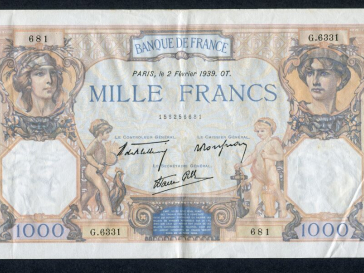 681
G.6331
BANQUE DE FRANCE
PARIS, le 2 Février 1939. OT.
MILLE FRANCS
Le Contrôleur Général,
Le Caissier Général,
Le Secrétaire Général,
1000
1000
G.6331
681